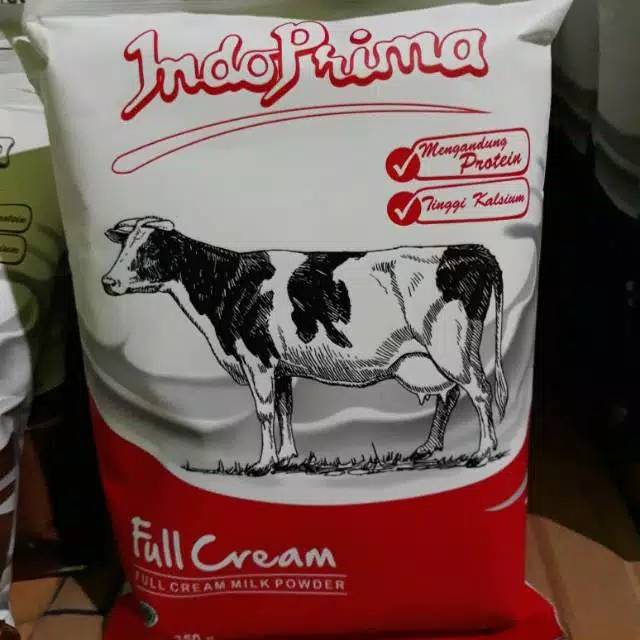 IndoPrima
Mengandung
Protein
Tinggi Kalsium
Full Cream
FULL CREAM MILK POWDER